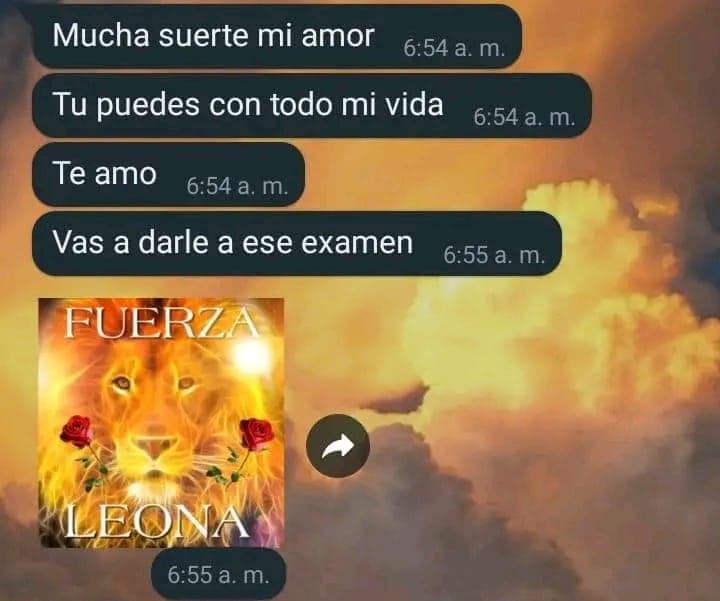 Mucha suerte mi amor 6:54 a. m.
Tu puedes con todo mi vida 6:54 a. m.
Te amo 6:54 a. m.
Vas a darle a ese examen 6:55 a. m.
FUERZA
LEONA
6:55 a. m.